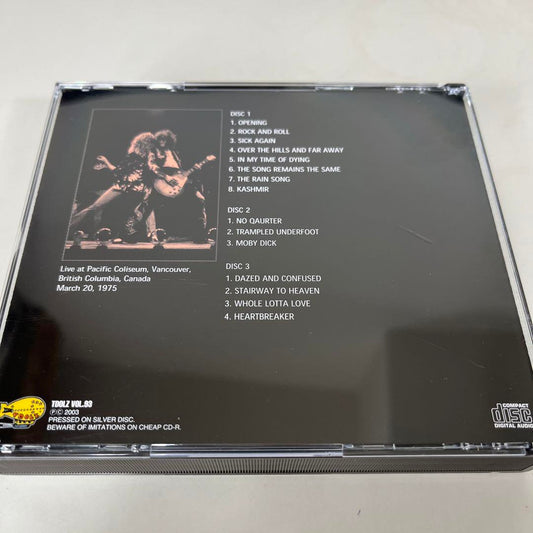 DISC 1
1. OPENING
2. ROCK AND ROLL
3. SICK AGAIN
4. OVER THE HILLS AND FAR AWAY
5. IN MY TIME OF DYING
6. THE SONG REMAINS THE SAME
7. THE RAIN SONG
8. KASHMIR
DISC 2
1. NO QAURTER
2. TRAMPLED UNDERFOOT
3. MOBY DICK
DISC 3
1. DAZED AND CONFUSED
2. STAIRWAY TO HEAVEN
3. WHOLE LOTTA LOVE
4. HEARTBREAKER
Live at Pacific Coliseum, Vancouver,
British Columbia, Canada
March 20, 1975
TDOLZ VOL.93
ⓅⒸ 2003
PRESSED ON SILVER DISC.
BEWARE OF IMITATIONS ON CHEAP CD-R.
COMPACT
disc
DIGITAL AUDIO